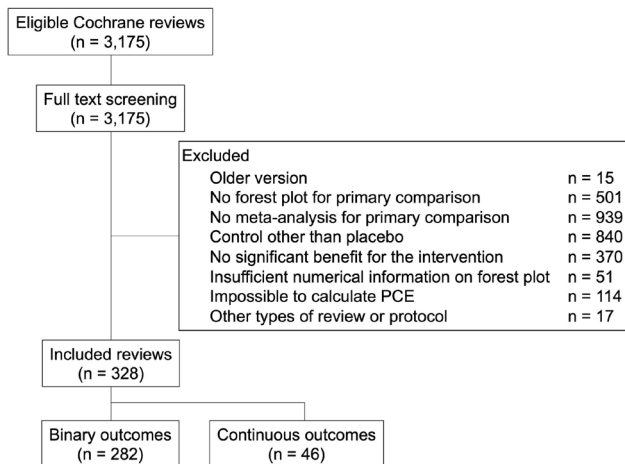 Eligible Cochrane reviews
(n = 3,175)
Full text screening
(n = 3,175)
Excluded
Older version n = 15
No forest plot for primary comparison n = 501
No meta-analysis for primary comparison n = 939
Control other than placebo n = 840
No significant benefit for the intervention n = 370
Insufficient numerical information on forest plot n = 51
Impossible to calculate PCE n = 114
Other types of review or protocol n = 17
Included reviews
(n = 328)
Binary outcomes
(n = 282)
Continuous outcomes
(n = 46)